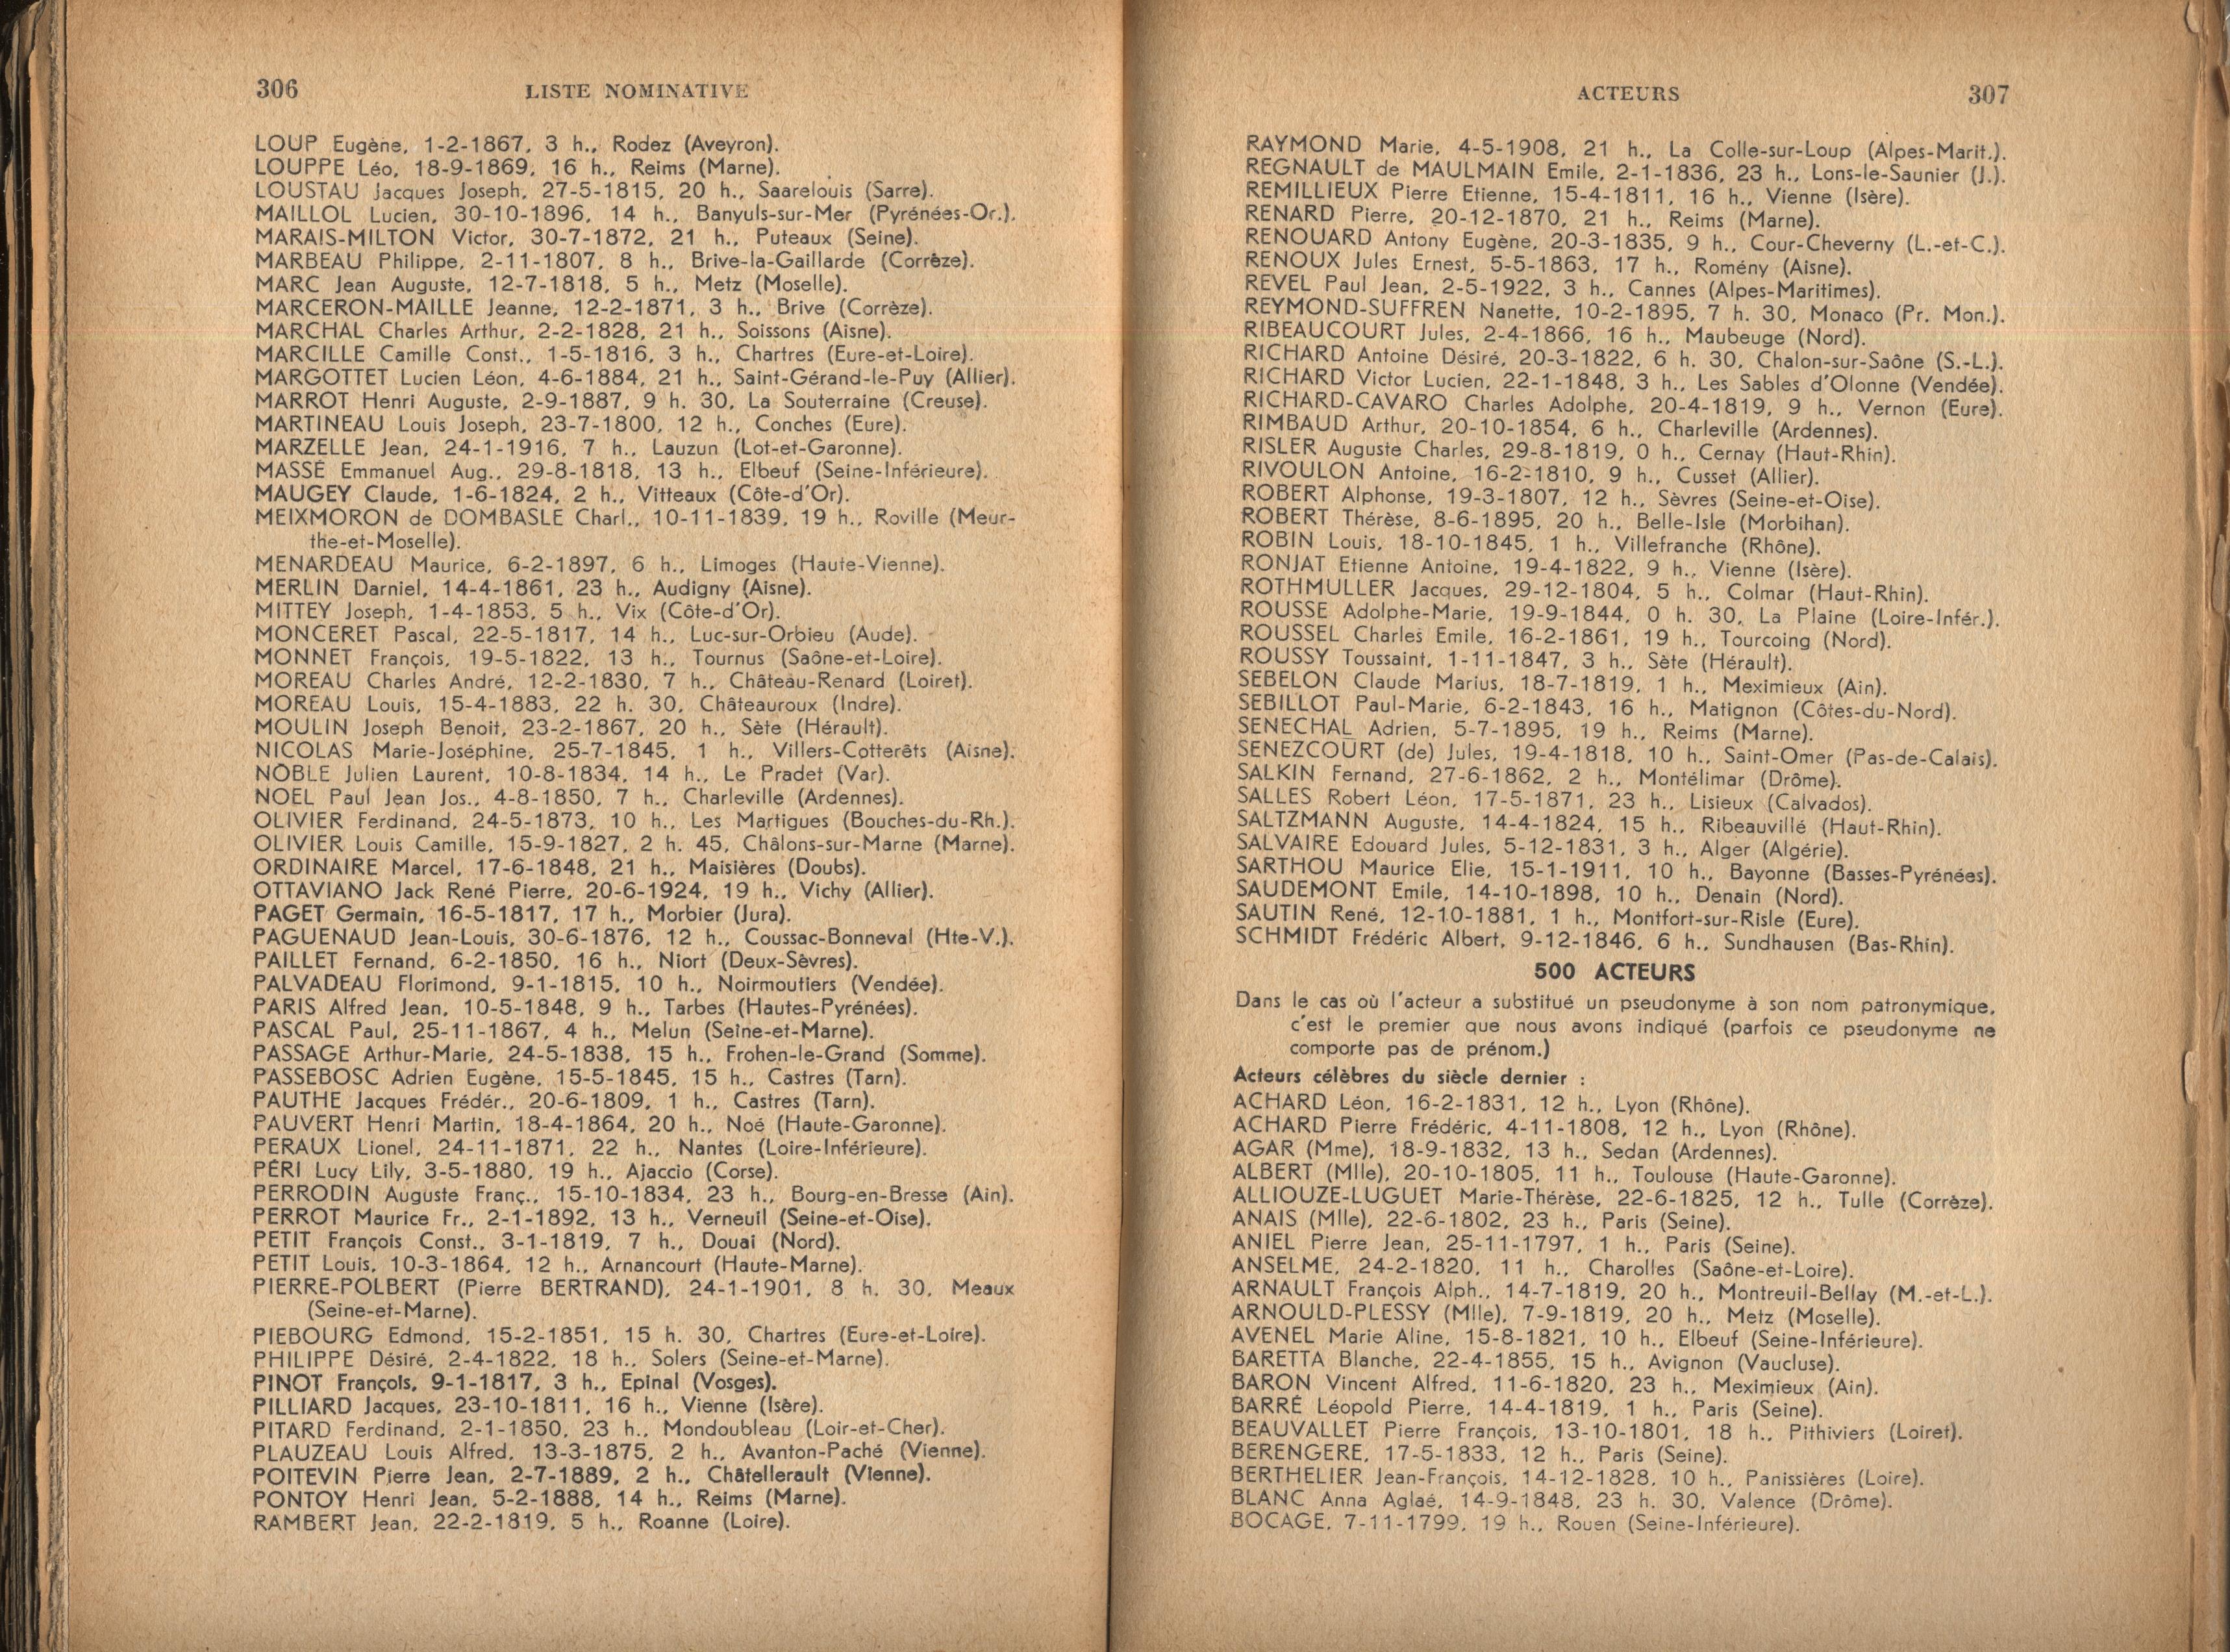 306
LISTE NOMINATIVE
LOUP Eugène, 1-2-1867, 3 h., Rodez (Aveyron).
LOUPPE Léo, 18-9-1869, 16 h., Reims (Marne).
LOUSTAU Jacques Joseph, 27-5-1815, 20 h., Saarelouis (Sarre).
MAILLOL Lucien, 30-10-1896, 14 h., Banyuls-sur-Mer (Pyrénées-Or.).
MARAIS-MILTON Victor, 30-7-1872, 21 h., Puteaux (Seine).
MARBEAU Philippe, 2-11-1807, 8 h., Brive-la-Gaillarde (Corrèze).
MARC Jean Auguste, 12-7-1818, 5 h., Metz (Moselle).
MARCERON-MAILLE Jeanne, 12-2-1871, 3 h., Brive (Corrèze).
MARCHAL Charles Arthur, 2-2-1828, 21 h., Soissons (Aisne).
MARCILLE Camille Const., 1-5-1816, 3 h., Chartres (Eure-et-Loire).
MARGOTTET Lucien Léon, 4-6-1884, 21 h., Saint-Gérand-le-Puy (Allier).
MARROT Henri Auguste, 2-9-1887, 9 h. 30, La Souterraine (Creuse).
MARTINEAU Louis Joseph, 23-7-1800, 12 h., Conches (Eure).
MARZELLE Jean, 24-1-1916, 7 h., Lauzun (Lot-et-Garonne).
MASSÉ Emmanuel Aug., 29-8-1818, 13 h., Elbeuf (Seine-Inférieure).
MAUGEY Claude, 1-6-1824, 2 h., Vitteaux (Côte-d'Or).
MEIXMORON de DOMBASLE Charl., 10-11-1839, 19 h., Roville (Meur-
the-et-Moselle).
MENARDEAU Maurice, 6-2-1897, 6 h., Limoges (Haute-Vienne).
MERLIN Darniel, 14-4-1861, 23 h., Audigny (Aisne).
MITTEY Joseph, 1-4-1853, 5 h., Vix (Côte-d'Or).
MONCERET Pascal, 22-5-1817, 14 h., Luc-sur-Orbieu (Aude).
MONNET François, 19-5-1822, 13 h., Tournus (Saône-et-Loire).
MOREAU Charles André, 12-2-1830, 7 h., Château-Renard (Loiret).
MOREAU Louis, 15-4-1883, 22 h. 30, Châteauroux (Indre).
MOULIN Joseph Benoit, 23-2-1867, 20 h., Sète (Hérault).
NICOLAS Marie-Joséphine, 25-7-1845, 1 h., Villers-Cotterêts (Aisne).
NOBLE Julien Laurent, 10-8-1834, 14 h., Le Pradet (Var).
NOEL Paul Jean Jos., 4-8-1850, 7 h., Charleville (Ardennes).
OLIVIER Ferdinand, 24-5-1873, 10 h., Les Martigues (Bouches-du-Rh.).
OLIVIER Louis Camille, 15-9-1827, 2 h. 45, Châlons-sur-Marne (Marne).
ORDINAIRE Marcel, 17-6-1848, 21 h., Maisières (Doubs).
OTTAVIANO Jack René Pierre, 20-6-1924, 19 h., Vichy (Allier).
PAGET Germain, 16-5-1817, 17 h., Morbier (Jura).
PAGUENAUD Jean-Louis, 30-6-1876, 12 h., Coussac-Bonneval (Hte-V.).
PAILLET Fernand, 6-2-1850, 16 h., Niort (Deux-Sèvres).
PALVADEAU Florimond, 9-1-1815, 10 h., Noirmoutiers (Vendée).
PARIS Alfred Jean, 10-5-1848, 9 h., Tarbes (Hautes-Pyrénées).
PASCAL Paul, 25-11-1867, 4 h., Melun (Seine-et-Marne).
PASSAGE Arthur-Marie, 24-5-1838, 15 h., Frohen-le-Grand (Somme).
PASSEBOSC Adrien Eugène, 15-5-1845, 15 h., Castres (Tarn).
PAUTHE Jacques Frédér., 20-6-1809, 1 h., Castres (Tarn).
PAUVERT Henri Martin, 18-4-1864, 20 h., Noé (Haute-Garonne).
PERAUX Lionel, 24-11-1871, 22 h., Nantes (Loire-Inférieure).
PÉRI Lucy Lily, 3-5-1880, 19 h., Ajaccio (Corse).
PERRODIN Auguste Franç., 15-10-1834, 23 h., Bourg-en-Bresse (Ain).
PERROT Maurice Fr., 2-1-1892, 13 h., Verneuil (Seine-et-Oise).
PETIT François Const., 3-1-1819, 7 h., Douai (Nord).
PETIT Louis, 10-3-1864, 12 h., Arnancourt (Haute-Marne).
PIERRE-POLBERT (Pierre BERTRAND), 24-1-1901, 8 h. 30, Meaux
(Seine-et-Marne).
PIEBOURG Edmond, 15-2-1851, 15 h. 30, Chartres (Eure-et-Loire).
PHILIPPE Désiré, 2-4-1822, 18 h., Solers (Seine-et-Marne).
PINOT François, 9-1-1817, 3 h., Epinal (Vosges).
PILLIARD Jacques, 23-10-1811, 16 h., Vienne (Isère).
PITARD Ferdinand, 2-1-1850, 23 h., Mondoubleau (Loir-et-Cher).
PLAUZEAU Louis Alfred, 13-3-1875, 2 h., Avanton-Paché (Vienne).
POITEVIN Pierre Jean, 2-7-1889, 2 h., Châtellerault (Vienne).
PONTOY Henri Jean, 5-2-1888, 14 h., Reims (Marne).
RAMBERT Jean, 22-2-1819, 5 h., Roanne (Loire).
ACTEURS
307
RAYMOND Marie, 4-5-1908, 21 h., La Colle-sur-Loup (Alpes-Marit.).
REGNAULT de MAULMAIN Emile, 2-1-1836, 23 h., Lons-le-Saunier (J.).
REMILLIEUX Pierre Etienne, 15-4-1811, 16 h., Vienne (Isère).
RENARD Pierre, 20-12-1870, 21 h., Reims (Marne).
RENOUARD Antony Eugène, 20-3-1835, 9 h., Cour-Cheverny (L.-et-C.).
RENOUX Jules Ernest, 5-5-1863, 17 h., Romény (Aisne).
REVEL Paul Jean, 2-5-1922, 3 h., Cannes (Alpes-Maritimes).
REYMOND-SUFFREN Nanette, 10-2-1895, 7 h. 30, Monaco (Pr. Mon.).
RIBEAUCOURT Jules, 2-4-1866, 16 h., Maubeuge (Nord).
RICHARD Antoine Désiré, 20-3-1822, 6 h. 30, Chalon-sur-Saône (S.-L.).
RICHARD Victor Lucien, 22-1-1848, 3 h., Les Sables d'Olonne (Vendée).
RICHARD-CAVARO Charles Adolphe, 20-4-1819, 9 h., Vernon (Eure).
RIMBAUD Arthur, 20-10-1854, 6 h., Charleville (Ardennes).
RISLER Auguste Charles, 29-8-1819, 0 h., Cernay (Haut-Rhin).
RIVOULON Antoine, 16-2-1810, 9 h., Cusset (Allier).
ROBERT Alphonse, 19-3-1807, 12 h., Sèvres (Seine-et-Oise).
ROBERT Thérèse, 8-6-1895, 20 h., Belle-Isle (Morbihan).
ROBIN Louis, 18-10-1845, 1 h., Villefranche (Rhône).
RONJAT Etienne Antoine, 19-4-1822, 9 h., Vienne (Isère).
ROTHMULLER Jacques, 29-12-1804, 5 h., Colmar (Haut-Rhin).
ROUSSE Adolphe-Marie, 19-9-1844, 0 h. 30, La Plaine (Loire-Infér.).
ROUSSEL Charles Emile, 16-2-1861, 19 h., Tourcoing (Nord).
ROUSSY Toussaint, 1-11-1847, 3 h., Sète (Hérault).
SEBELON Claude Marius, 18-7-1819, 1 h., Meximieux (Ain).
SEBILLOT Paul-Marie, 6-2-1843, 16 h., Matignon (Côtes-du-Nord).
SENECHAL Adrien, 5-7-1895, 19 h., Reims (Marne).
SENEZCOURT (de) Jules, 19-4-1818, 10 h., Saint-Omer (Pas-de-Calais).
SALKIN Fernand, 27-6-1862, 2 h., Montélimar (Drôme).
SALLES Robert Léon, 17-5-1871, 23 h., Lisieux (Calvados).
SALTZMANN Auguste, 14-4-1824, 15 h., Ribeauvillé (Haut-Rhin).
SALVAIRE Edouard Jules, 5-12-1831, 3 h., Alger (Algérie).
SARTHOU Maurice Elie, 15-1-1911, 10 h., Bayonne (Basses-Pyrénées).
SAUDEMONT Emile, 14-10-1898, 10 h., Denain (Nord).
SAUTIN René, 12-10-1881, 1 h., Montfort-sur-Risle (Eure).
SCHMIDT Frédéric Albert, 9-12-1846, 6 h., Sundhausen (Bas-Rhin).
500 ACTEURS
Dans le cas où l'acteur a substitué un pseudonyme à son nom patronymique,
c'est le premier que nous avons indiqué (parfois ce pseudonyme ne
comporte pas de prénom.)
Acteurs célèbres du siècle dernier :
ACHARD Léon, 16-2-1831, 12 h., Lyon (Rhône).
ACHARD Pierre Frédéric, 4-11-1808, 12 h., Lyon (Rhône).
AGAR (Mme), 18-9-1832, 13 h., Sedan (Ardennes).
ALBERT (Mlle), 20-10-1805, 11 h., Toulouse (Haute-Garonne).
ALLIOUZE-LUGUET Marie-Thérèse, 22-6-1825, 12 h., Tulle (Corrèze).
ANAIS (Mlle), 22-6-1802, 23 h., Paris (Seine).
ANIEL Pierre Jean, 25-11-1797, 1 h., Paris (Seine).
ANSELME, 24-2-1820, 11 h., Charolles (Saône-et-Loire).
ARNAULT François Alph., 14-7-1819, 20 h., Montreuil-Bellay (M.-et-L.).
ARNOULD-PLESSY (Mlle), 7-9-1819, 20 h., Metz (Moselle).
AVENEL Marie Aline, 15-8-1821, 10 h., Elbeuf (Seine-Inférieure).
BARETTA Blanche, 22-4-1855, 15 h., Avignon (Vaucluse).
BARON Vincent Alfred, 11-6-1820, 23 h., Meximieux (Ain).
BARRÉ Léopold Pierre, 14-4-1819, 1 h., Paris (Seine).
BEAUVALLET Pierre François, 13-10-1801, 18 h., Pithiviers (Loiret).
BERENGERE, 17-5-1833, 12 h., Paris (Seine).
BERTHELIER Jean-François, 14-12-1828, 10 h., Panissières (Loire).
BLANC Anna Aglaé, 14-9-1848, 23 h. 30, Valence (Drôme).
BOCAGE, 7-11-1799, 19 h., Rouen (Seine-Inférieure).